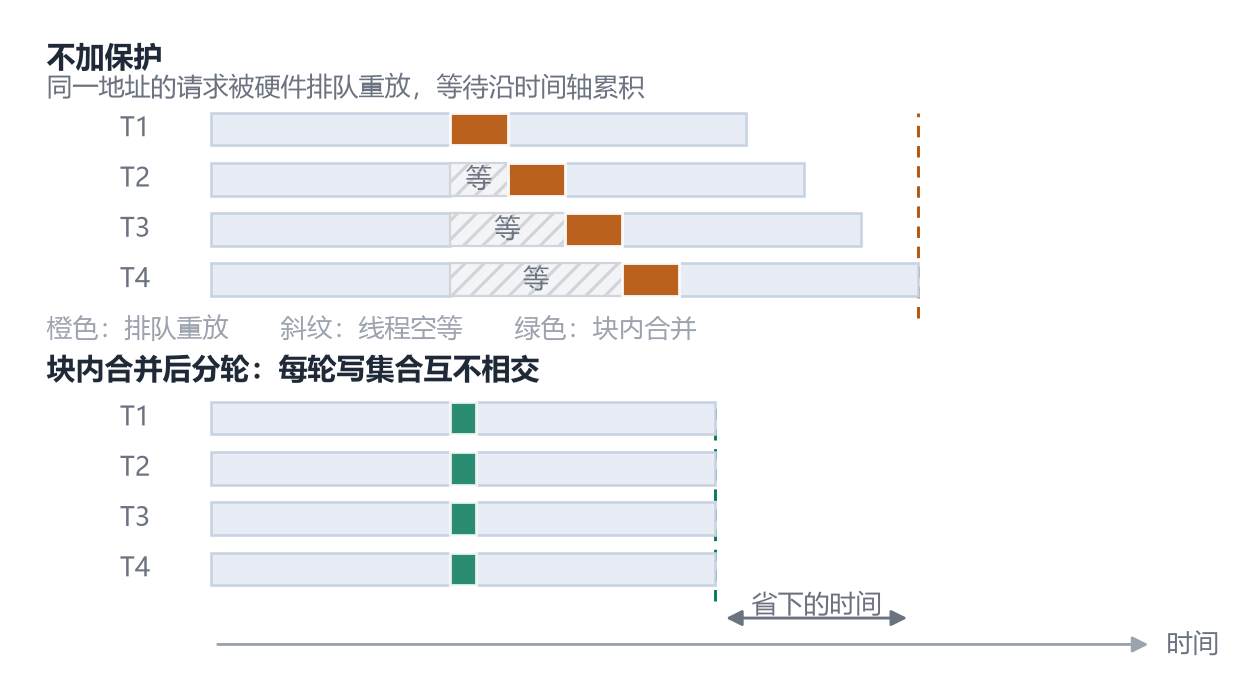 不加保护
同一地址的请求被硬件排队重放，等待沿时间轴累积
T1
T2 等
T3 等
T4 等
橙色：排队重放 斜纹：线程空等 绿色：块内合并
块内合并后分轮：每轮写集合互不相交
T1
T2
T3
T4
省下的时间
时间